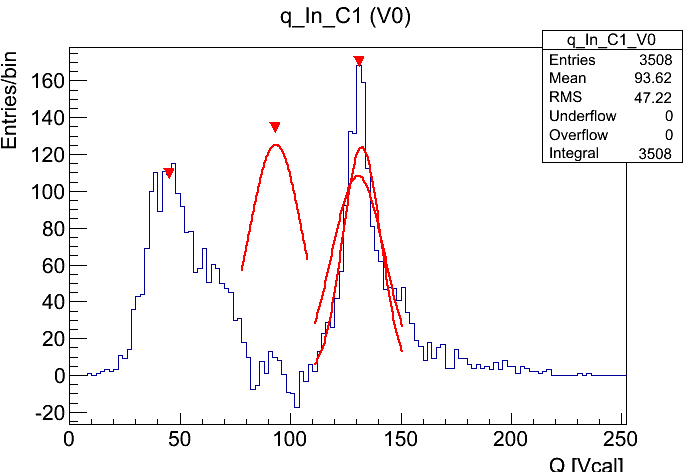 q_In_C1 (V0)
q_In_C1_V0
Entries 3508
Mean 93.62
RMS 47.22
Underflow 0
Overflow 0
Integral 3508
Entries/bin
160
140
120
100
80
60
40
20
0
-20
0 50 100 150 200 250
Q [Vcal]